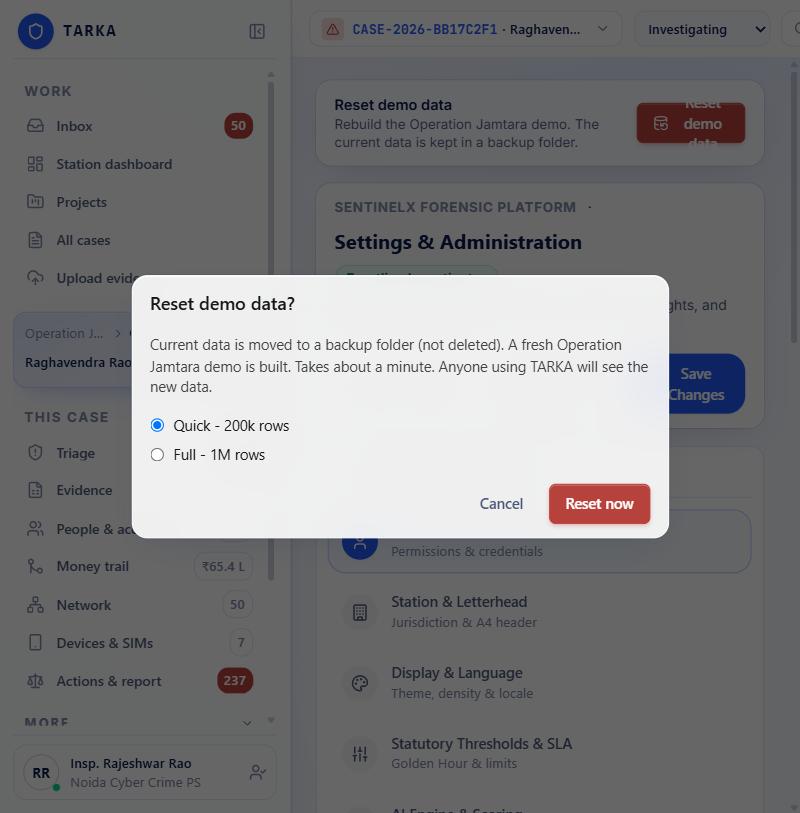 TARKA
WORK
Inbox
50
Station dashboard
Projects
All cases
Upload evide
Operation J...
Raghavendra Rao
THIS CASE
Triage
Evidence
People & acc
Money trail
₹65.4 L
Network
50
Devices & SIMs
7
Actions & report
237
MORE
RR
Insp. Rajeshwar Rao
Noida Cyber Crime PS
CASE-2026-BB17C2F1 · Raghaven...
Investigating
Reset demo data
Rebuild the Operation Jamtara demo. The
current data is kept in a backup folder.
Reset
demo
data
SENTINELX FORENSIC PLATFORM ·
Settings & Administration
ghts, and
Save
Changes
Reset demo data?
Current data is moved to a backup folder (not deleted). A fresh Operation
Jamtara demo is built. Takes about a minute. Anyone using TARKA will see the
new data.
Quick - 200k rows
Full - 1M rows
Cancel
Reset now
Permissions & credentials
Station & Letterhead
Jurisdiction & A4 header
Display & Language
Theme, density & locale
Statutory Thresholds & SLA
Golden Hour & limits